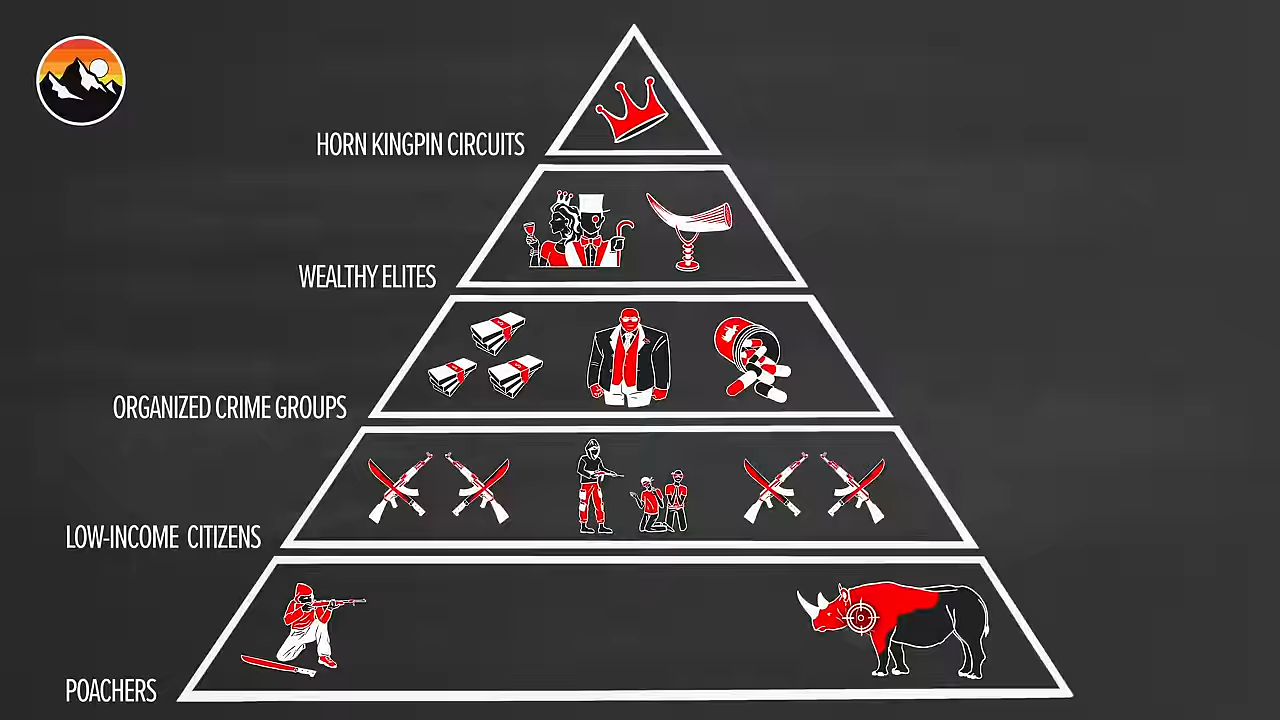 HORN KINGPIN CIRCUITS
WEALTHY ELITES
ORGANIZED CRIME GROUPS
LOW-INCOME CITIZENS
POACHERS